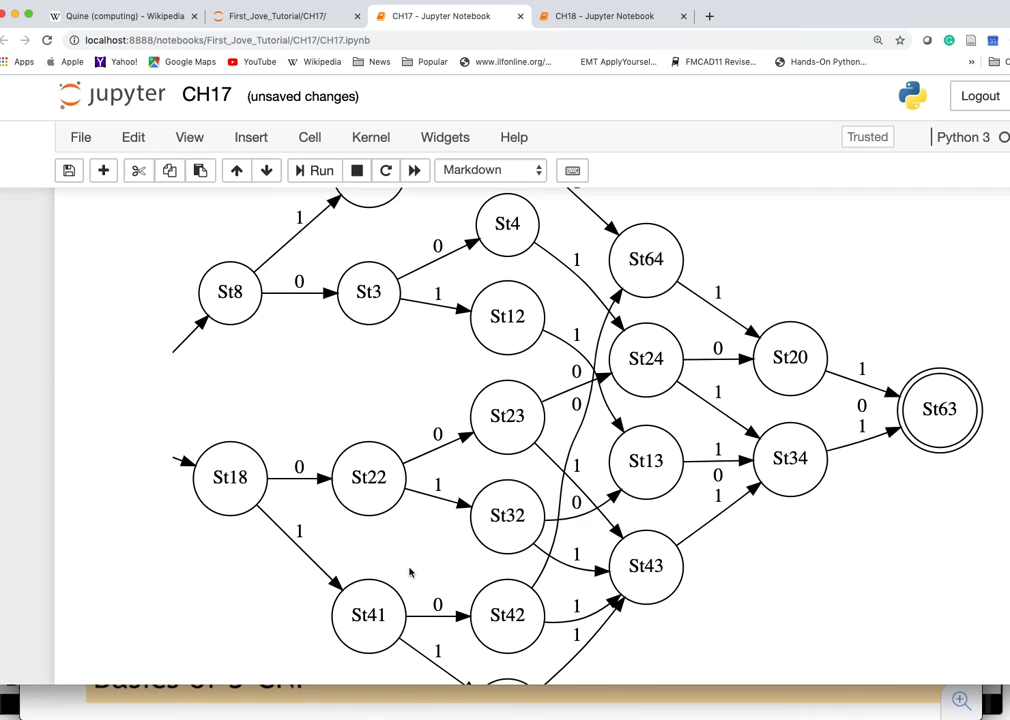 Quine (computing) - Wikipedia
First_Jove_Tutorial/CH17/
CH17 - Jupyter Notebook
CH18 - Jupyter Notebook
localhost:8888/notebooks/First_Jove_Tutorial/CH17/CH17.ipynb
Apps Apple Yahoo! Google Maps YouTube Wikipedia News Popular www.iifonline.org/... EMT ApplyYoursel... FMCAD11 Revise... Hands-On Python... » C
jupyter CH17 (unsaved changes) Logout
File Edit View Insert Cell Kernel Widgets Help Trusted Python 3
Run Markdown
1
St4
0
1
St64
St8
0
St3
1
1
St12
1
St24
0
St20
0
1
1
St23
0
0
St63
0
1
St13
1
St34
1
St18
0
St22
1
0
1
St32
0
1
1
St43
St41
0
St42
1
1
1